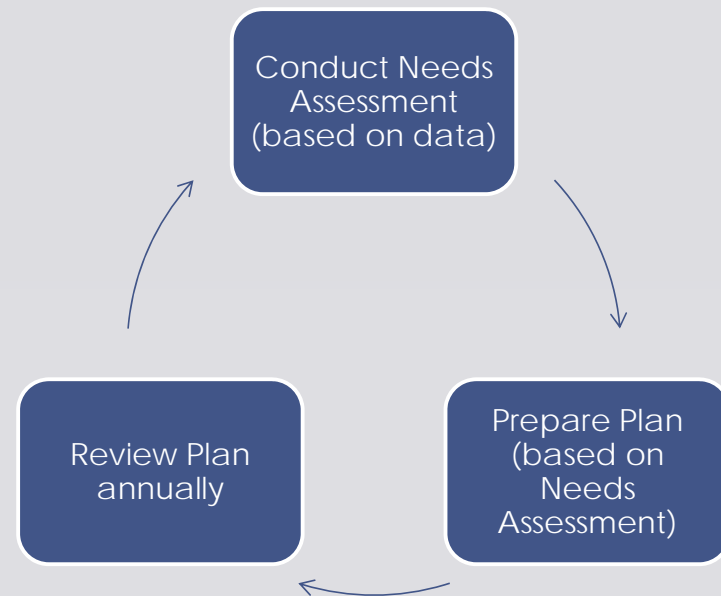 Conduct Needs
Assessment
(based on data)
Prepare Plan
(based on
Needs
Assessment)
Review Plan
annually